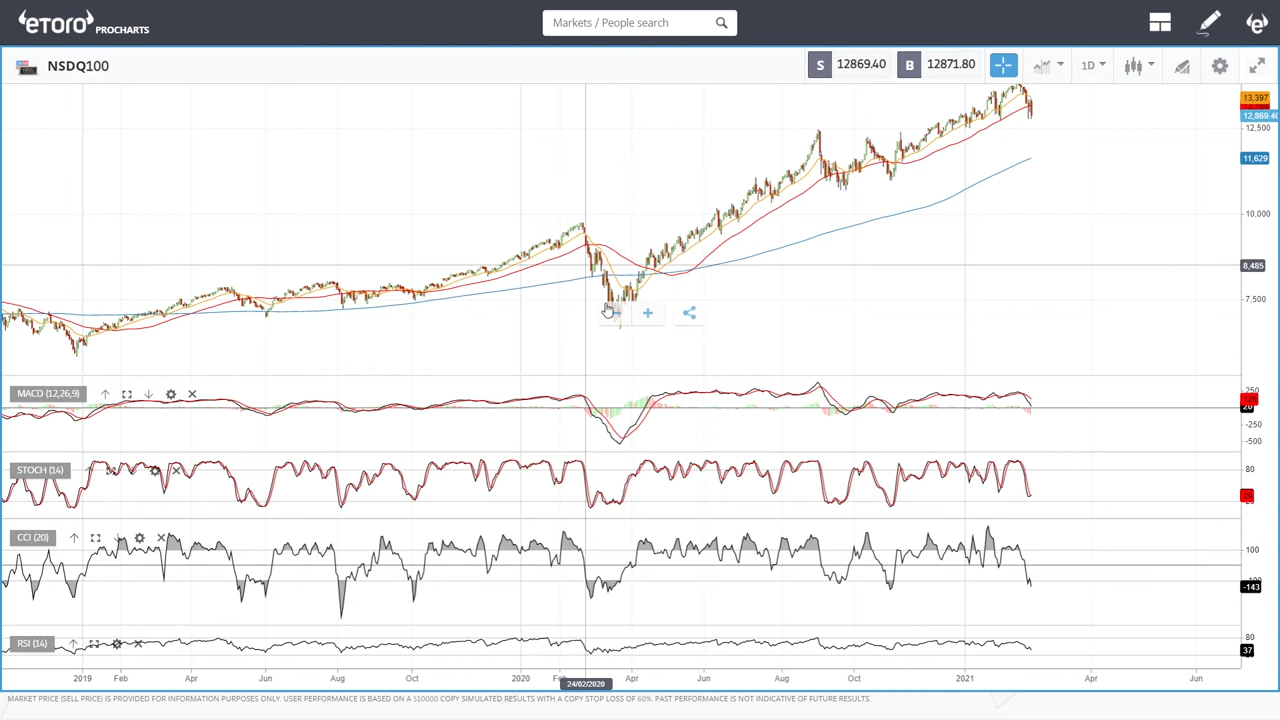 eTORO PROCHARTS
Markets / People search
NSDQ100
S 12869.40 B 12871.80 1D
13,397
12,869.40
12,500
11,629
10,000
8,485
7,500
MACD (12,26,9)
250
20
-250
-500
STOCH (14)
80
CCI (20)
100
-143
RSI (14)
80
37
2019 Feb Apr Jun Aug Oct 2020 Apr Jun Aug Oct 2021 Apr Jun
24/02/2020
MARKET PRICE (SELL PRICE) IS PROVIDED FOR INFORMATION PURPOSES ONLY. USER PERFORMANCE IS BASED ON A $10000 COPY SIMULATED RESULTS WITH A COPY STOP LOSS OF 60%. PAST PERFORMANCE IS NOT INDICATIVE OF FUTURE RESULTS.